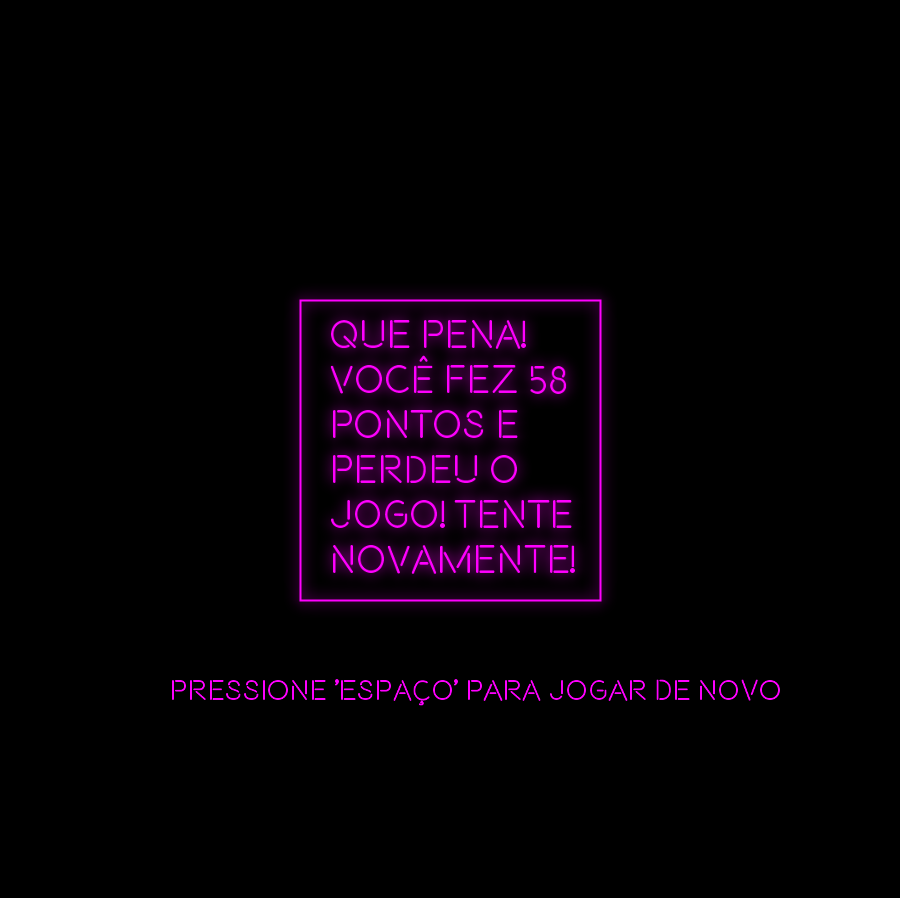 QUE PENA!
VOCÊ FEZ 58
PONTOS E
PERDEU O
JOGO! TENTE
NOVAMENTE!
PRESSIONE 'ESPAÇO' PARA JOGAR DE NOVO